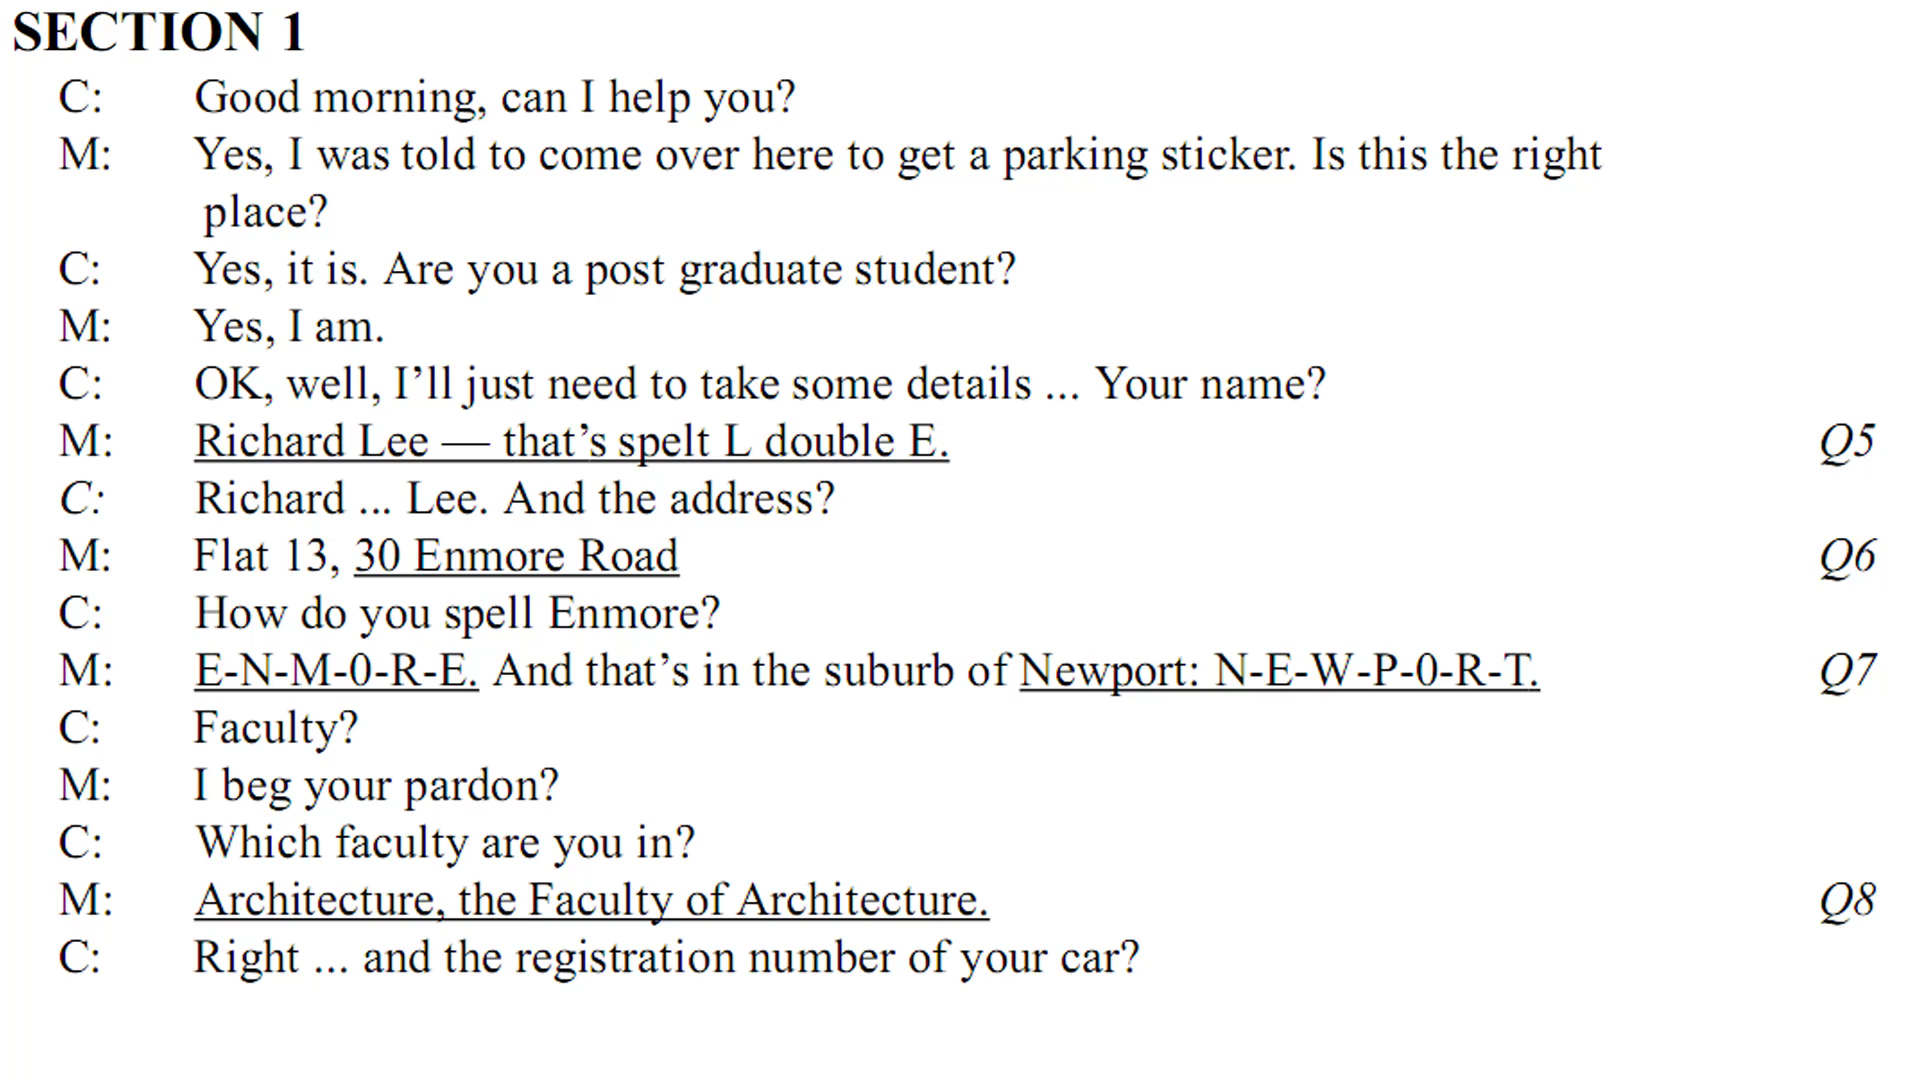 SECTION 1
C: Good morning, can I help you?
M: Yes, I was told to come over here to get a parking sticker. Is this the right
place?
C: Yes, it is. Are you a post graduate student?
M: Yes, I am.
C: OK, well, I’ll just need to take some details ... Your name?
M: Richard Lee — that’s spelt L double E. Q5
C: Richard ... Lee. And the address?
M: Flat 13, 30 Enmore Road Q6
C: How do you spell Enmore?
M: E-N-M-0-R-E. And that’s in the suburb of Newport: N-E-W-P-0-R-T. Q7
C: Faculty?
M: I beg your pardon?
C: Which faculty are you in?
M: Architecture, the Faculty of Architecture. Q8
C: Right ... and the registration number of your car?